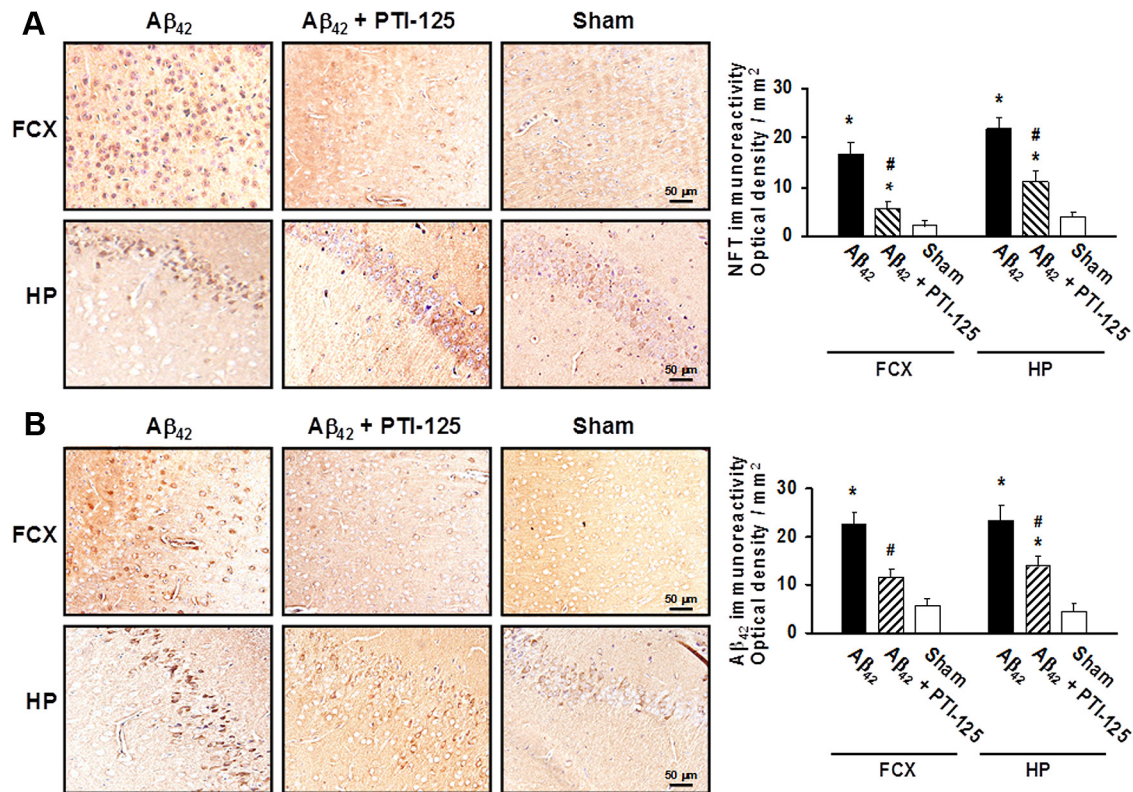 A
Aβ42
Aβ42 + PTI-125
Sham
FCX
50 µm
HP
50 µm
NFT immunoreactivity
Optical density / mm2
30
20
10
0
*
#
*
*
#
*
Aβ42
Aβ42 + PTI-125
Sham
Aβ42
Aβ42 + PTI-125
Sham
FCX
HP
B
Aβ42
Aβ42 + PTI-125
Sham
FCX
50 µm
HP
50 µm
Aβ42 immunoreactivity
Optical density / mm2
30
20
10
0
*
#
*
#
*
Aβ42
Aβ42 + PTI-125
Sham
Aβ42
Aβ42 + PTI-125
Sham
FCX
HP